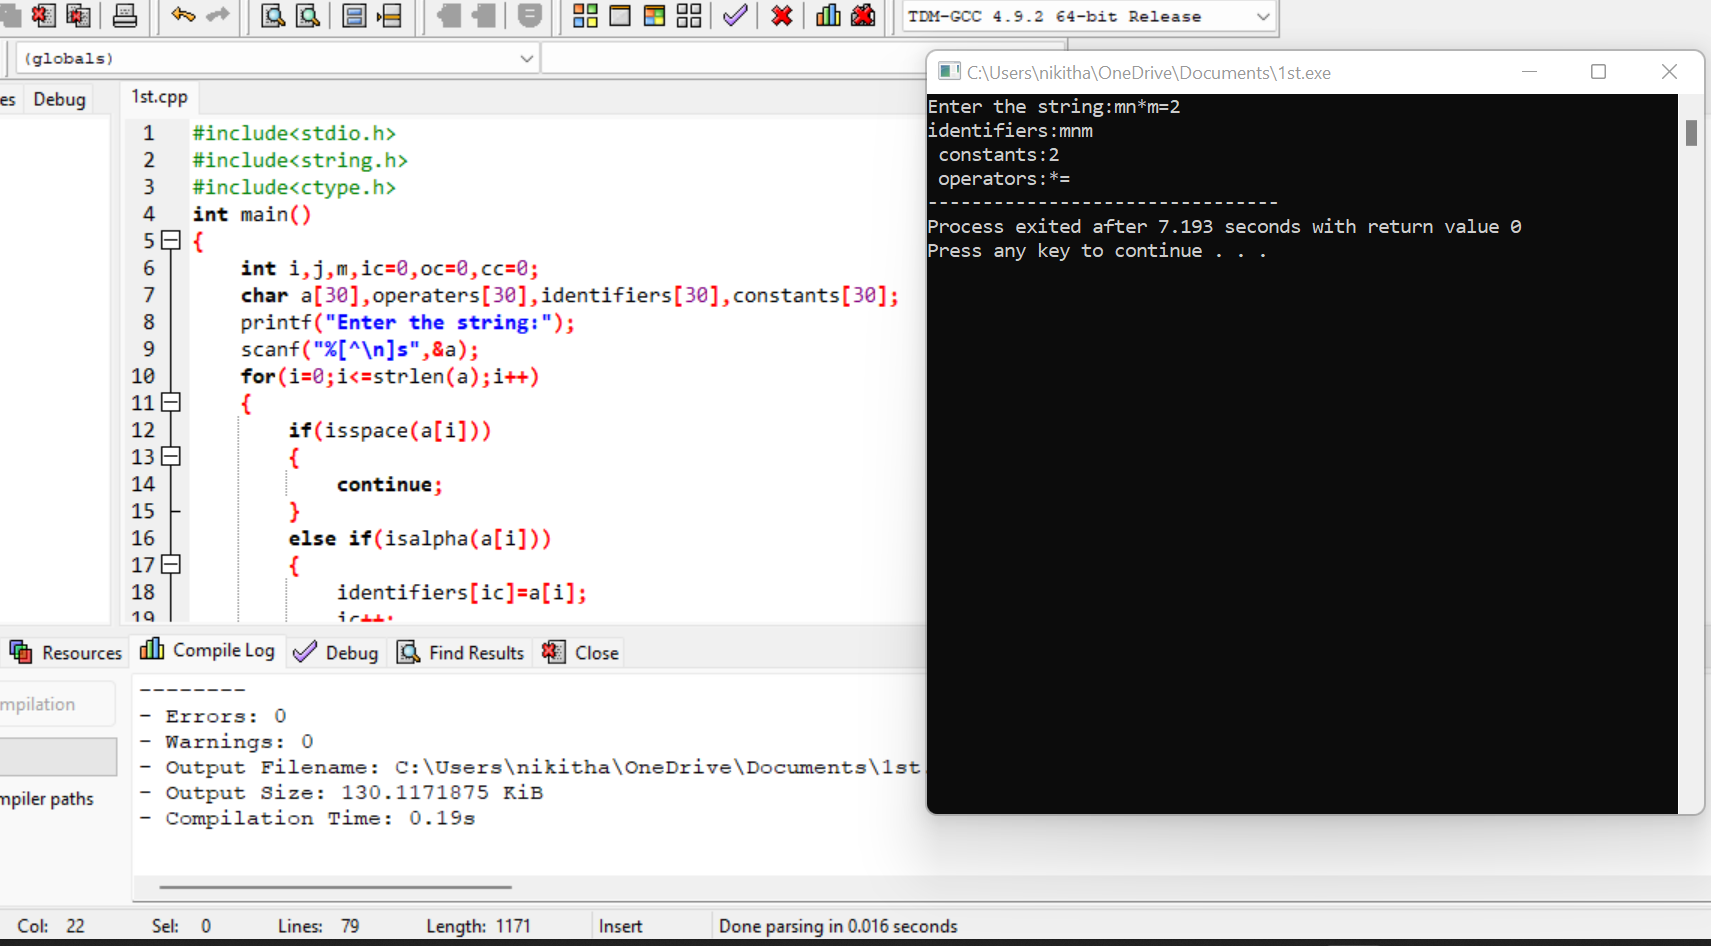 TDM-GCC 4.9.2 64-bit Release
(globals)
es Debug 1st.cpp
1 #include<stdio.h>
2 #include<string.h>
3 #include<ctype.h>
4 int main()
5 {
6 int i,j,m,ic=0,oc=0,cc=0;
7 char a[30],operaters[30],identifiers[30],constants[30];
8 printf("Enter the string:");
9 scanf("%[^\n]s",&a);
10 for(i=0;i<=strlen(a);i++)
11 {
12 if(isspace(a[i]))
13 {
14 continue;
15 }
16 else if(isalpha(a[i]))
17 {
18 identifiers[ic]=a[i];
19 ic++;
C:\Users\nikitha\OneDrive\Documents\1st.exe
Enter the string:mn*m=2
identifiers:mnm
constants:2
operators:*=
--------------------------------
Process exited after 7.193 seconds with return value 0
Press any key to continue . . .
Resources Compile Log Debug Find Results Close
mpilation
mpiler paths
--------
- Errors: 0
- Warnings: 0
- Output Filename: C:\Users\nikitha\OneDrive\Documents\1st.
- Output Size: 130.1171875 KiB
- Compilation Time: 0.19s
Col: 22 Sel: 0 Lines: 79 Length: 1171 Insert Done parsing in 0.016 seconds